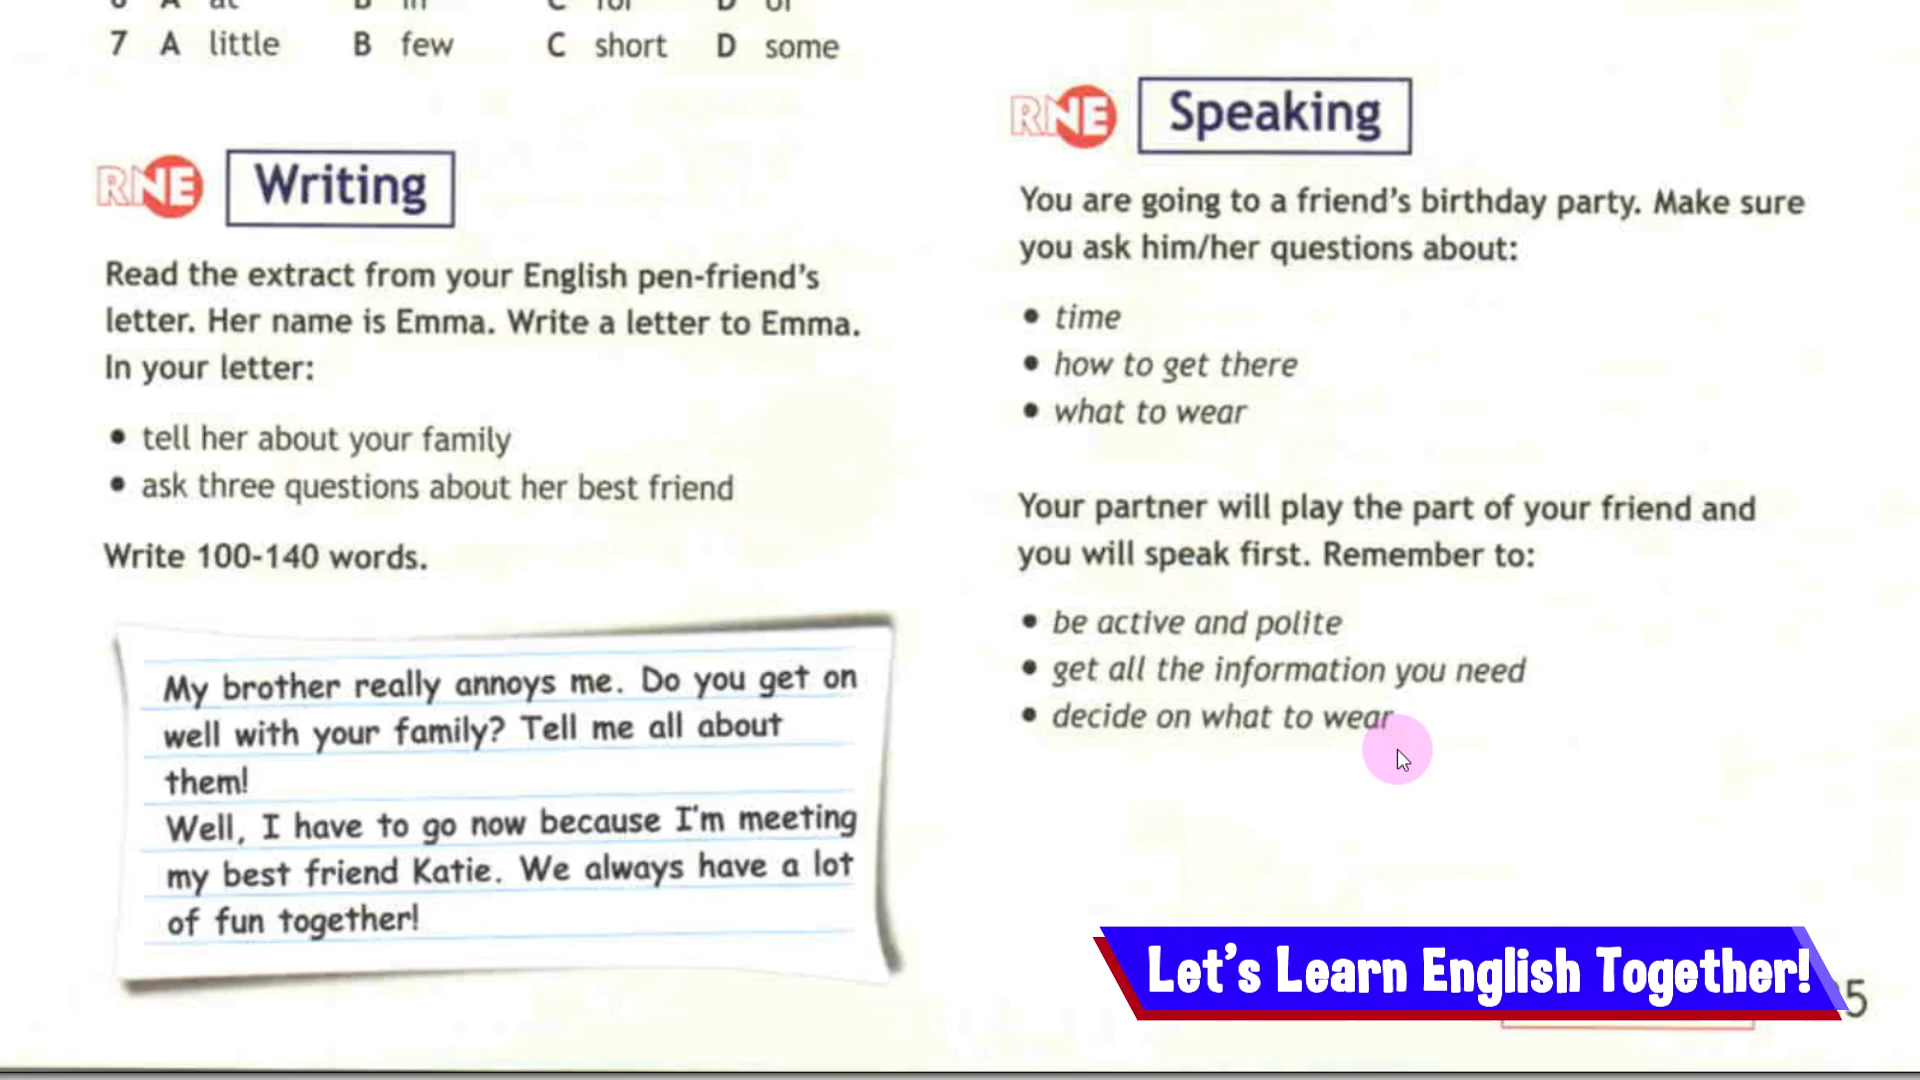 7 A little B few C short D some
RNE Writing
Read the extract from your English pen-friend's
letter. Her name is Emma. Write a letter to Emma.
In your letter:
• tell her about your family
• ask three questions about her best friend
Write 100-140 words.
My brother really annoys me. Do you get on
well with your family? Tell me all about
them!
Well, I have to go now because I'm meeting
my best friend Katie. We always have a lot
of fun together!
RNE Speaking
You are going to a friend's birthday party. Make sure
you ask him/her questions about:
• time
• how to get there
• what to wear
Your partner will play the part of your friend and
you will speak first. Remember to:
• be active and polite
• get all the information you need
• decide on what to wear
Let's Learn English Together!